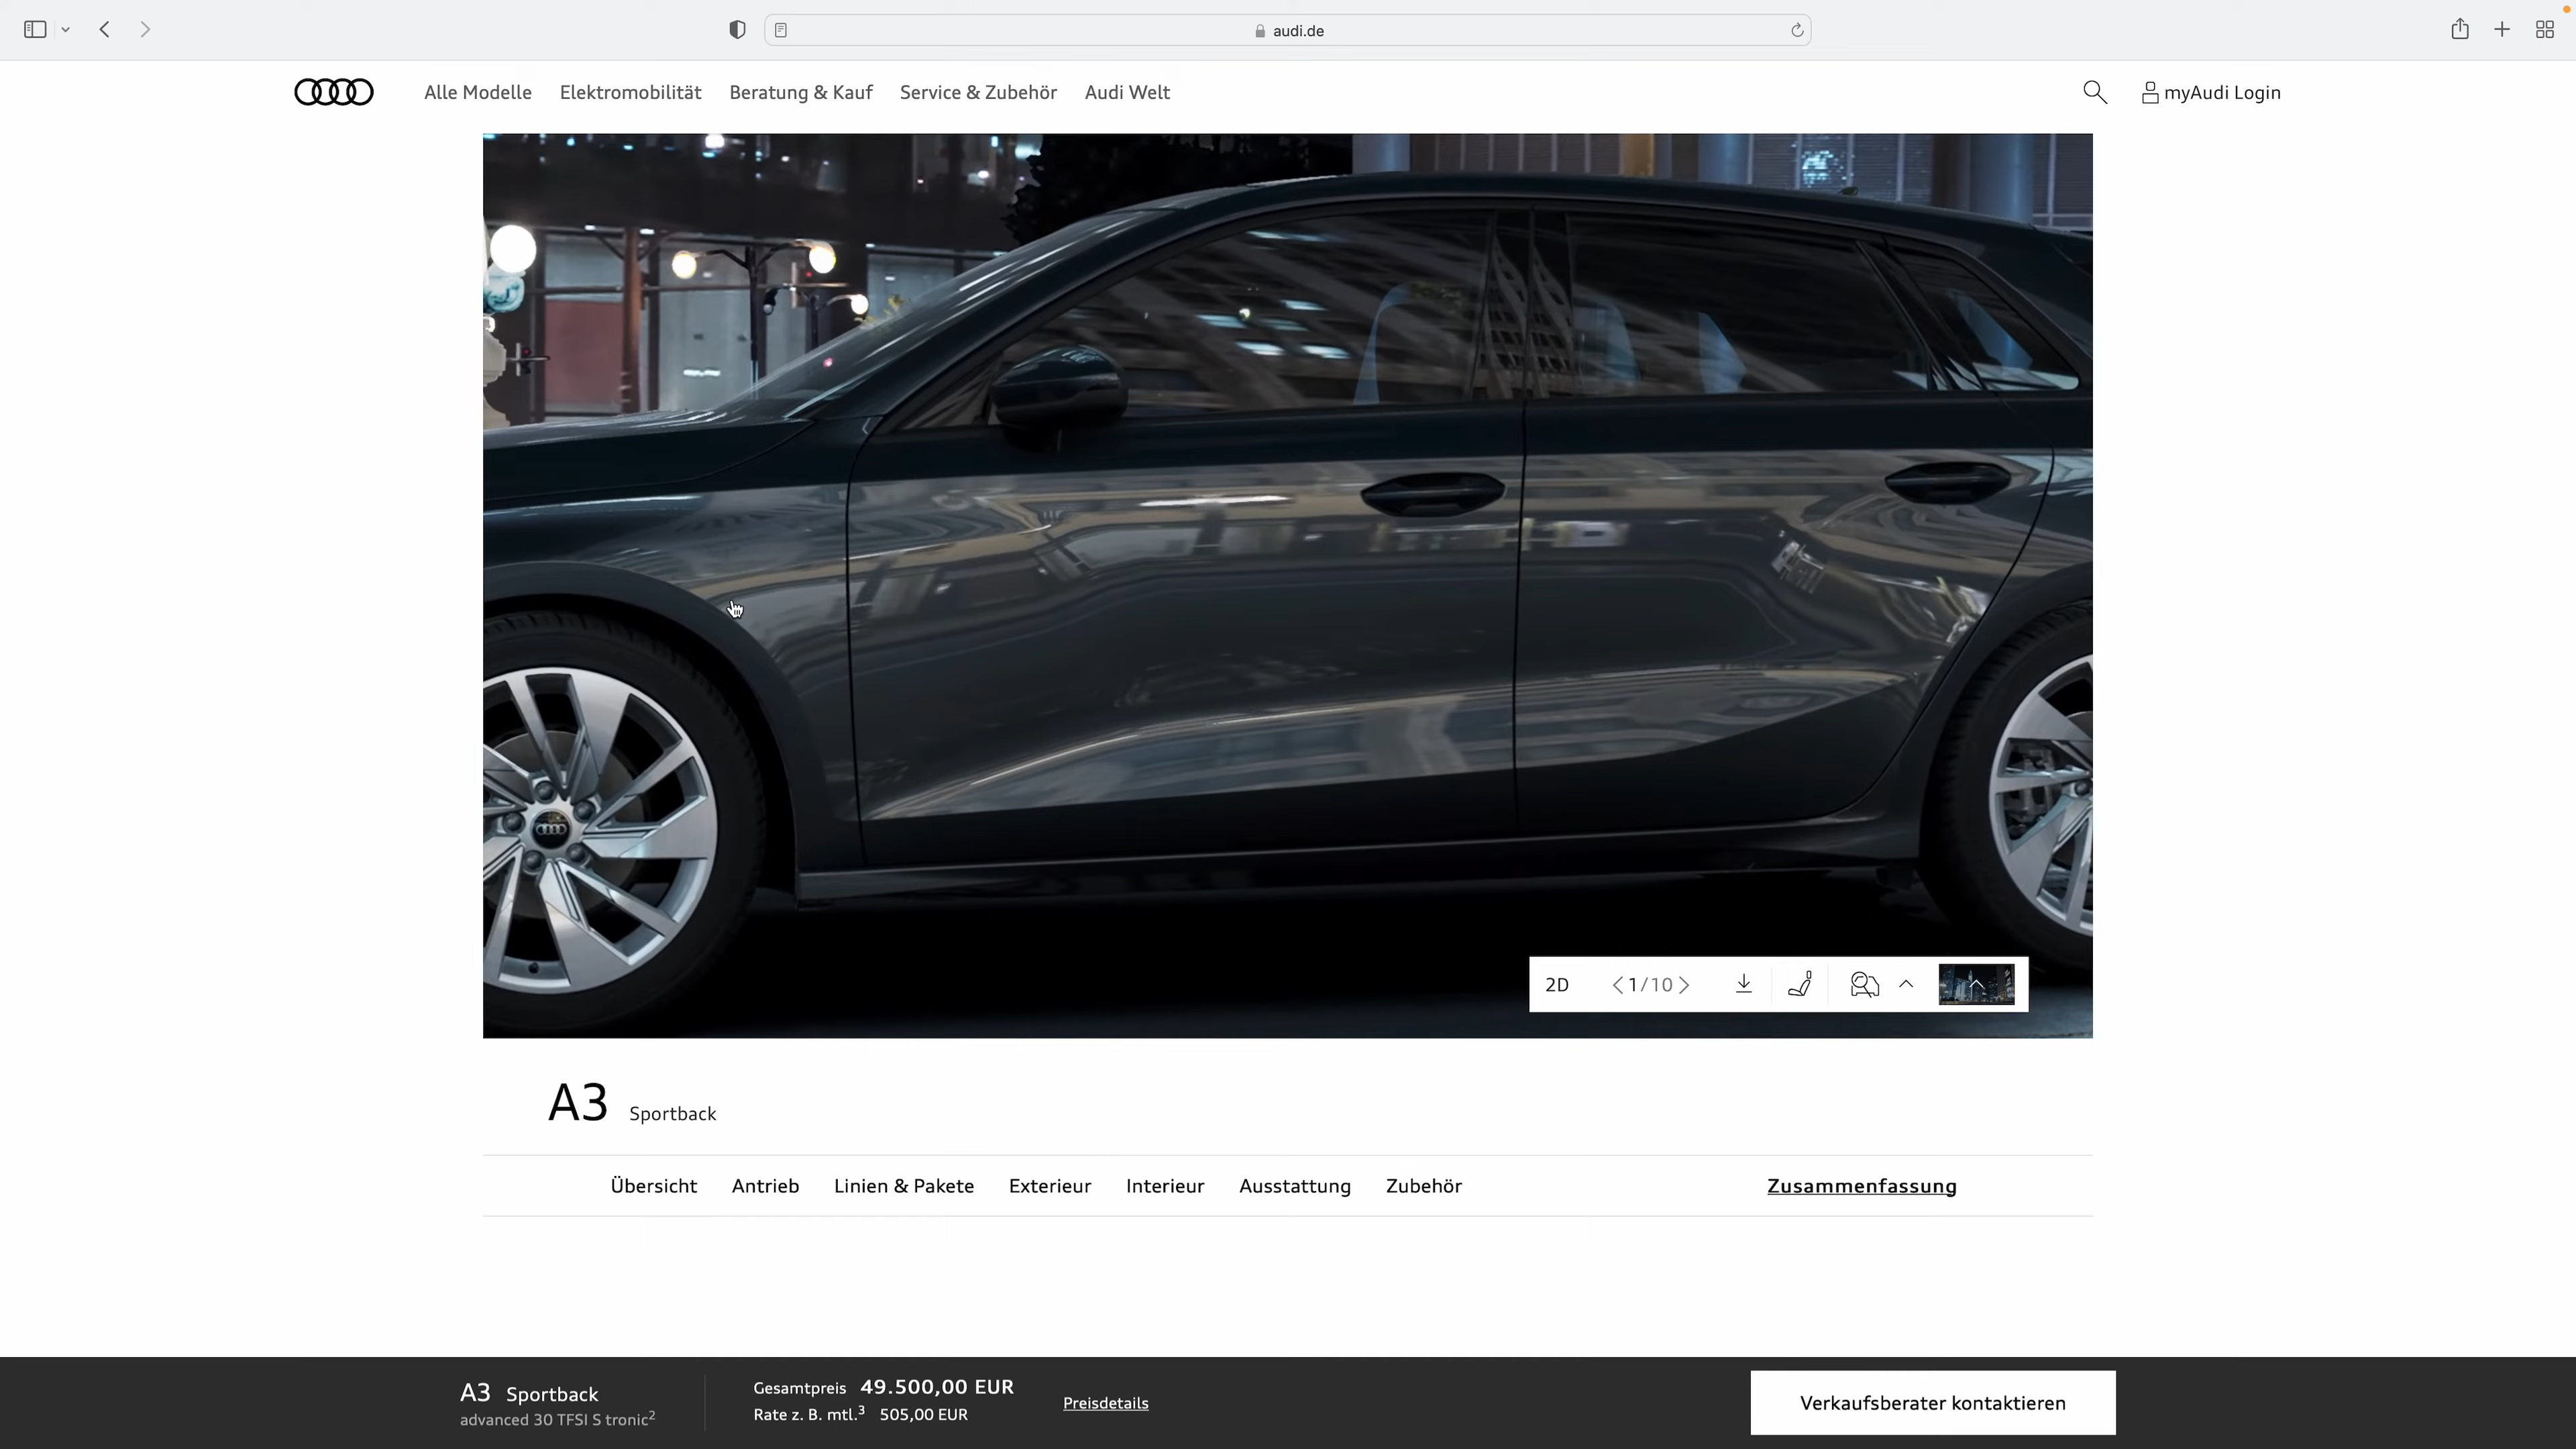 audi.de
Alle Modelle Elektromobilität Beratung & Kauf Service & Zubehör Audi Welt myAudi Login
2D 1/10
A3 Sportback
Übersicht Antrieb Linien & Pakete Exterieur Interieur Ausstattung Zubehör Zusammenfassung
A3 Sportback
advanced 30 TFSI S tronic²
Gesamtpreis 49.500,00 EUR
Rate z. B. mtl.³ 505,00 EUR
Preisdetails
Verkaufsberater kontaktieren